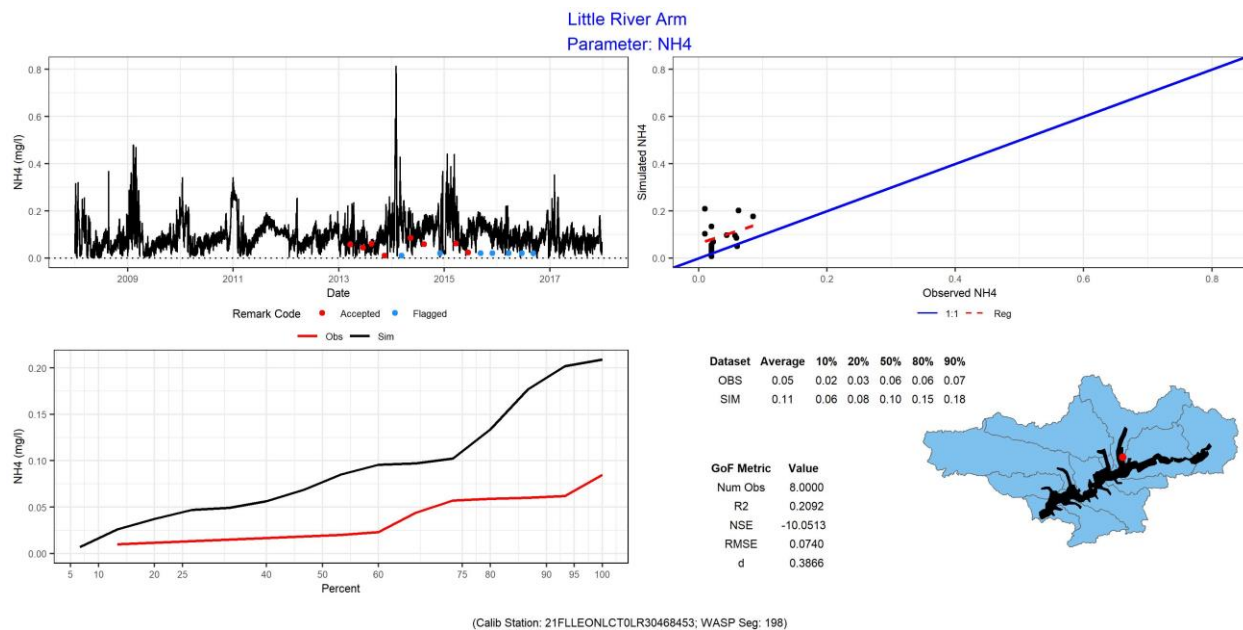 Little River Arm
Parameter: NH4
NH4 (mg/l)
0.8
0.6
0.4
0.2
0.0
2009 2011 2013 2015 2017
Date
Remark Code Accepted Flagged
Simulated NH4
0.8
0.6
0.4
0.2
0.0
0.0 0.2 0.4 0.6 0.8
Observed NH4
1:1 Reg
Obs Sim
NH4 (mg/l)
0.20
0.15
0.10
0.05
0.00
5 10 20 25 40 50 60 75 80 90 95 100
Percent
Dataset Average 10% 20% 50% 80% 90%
OBS 0.05 0.02 0.03 0.06 0.06 0.07
SIM 0.11 0.06 0.08 0.10 0.15 0.18
GoF Metric Value
Num Obs 8.0000
R2 0.2092
NSE -10.0513
RMSE 0.0740
d 0.3866
(Calib Station: 21FLLEONLCT0LR30468453; WASP Seg: 198)